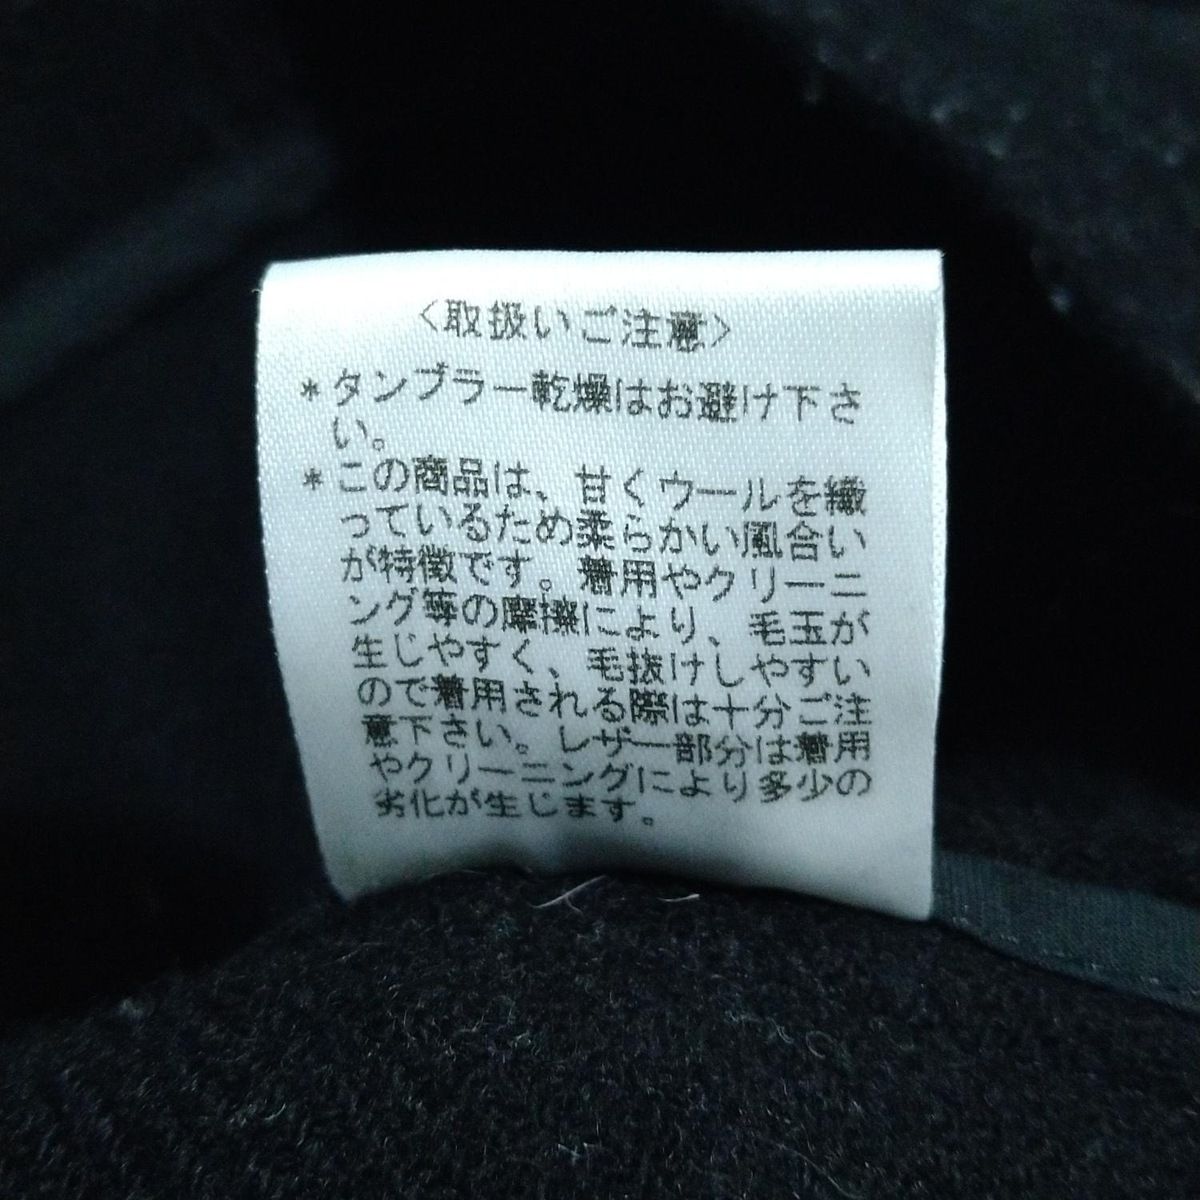 〈取扱いご注意〉
*タンブラー乾燥はお避け下さ
い。
*この商品は、甘くウールを織
っているため柔らかい風合い
が特徴です。着用やクリーニ
ング等の摩擦により、毛玉が
生じやすく、毛抜けしやすい
ので着用される際は十分ご注
意下さい。レザー部分は着用
やクリーニングにより多少の
劣化が生じます。